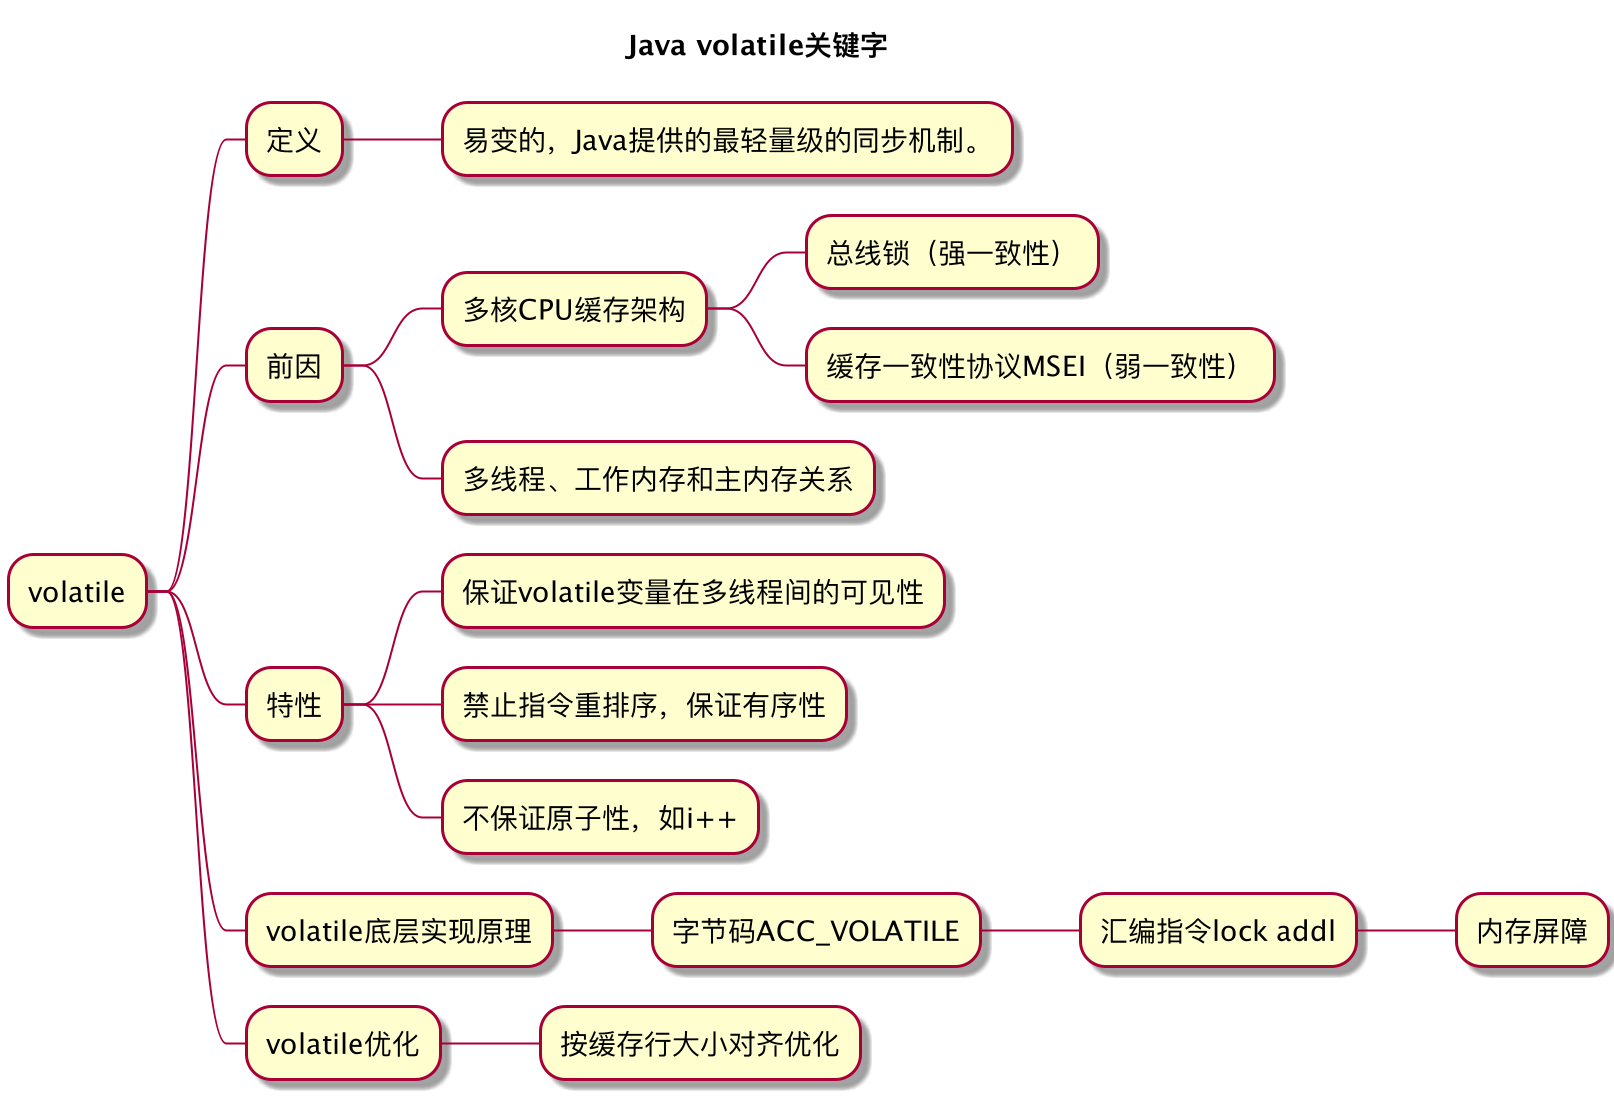 Java volatile关键字
定义
易变的，Java提供的最轻量级的同步机制。
总线锁（强一致性）
多核CPU缓存架构
前因
缓存一致性协议MSEI（弱一致性）
多线程、工作内存和主内存关系
volatile
保证volatile变量在多线程间的可见性
特性
禁止指令重排序，保证有序性
不保证原子性，如i++
volatile底层实现原理
字节码ACC_VOLATILE
汇编指令lock addl
内存屏障
volatile优化
按缓存行大小对齐优化